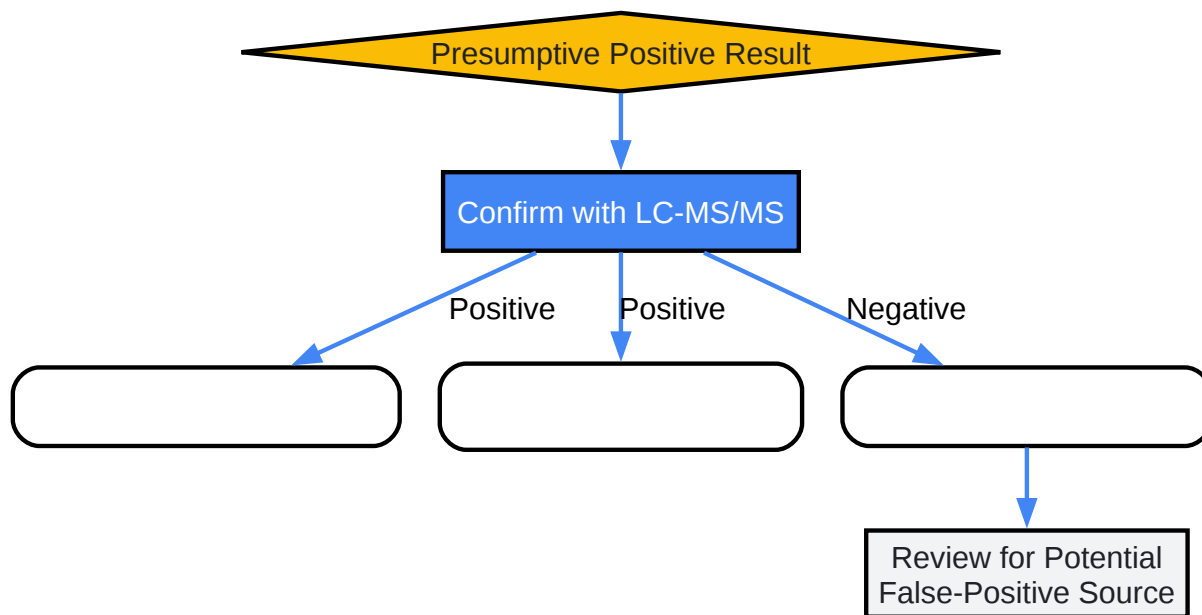 Presumptive Positive Result
Confirm with LC-MS/MS
Positive
Positive
Negative
Review for Potential
False-Positive Source